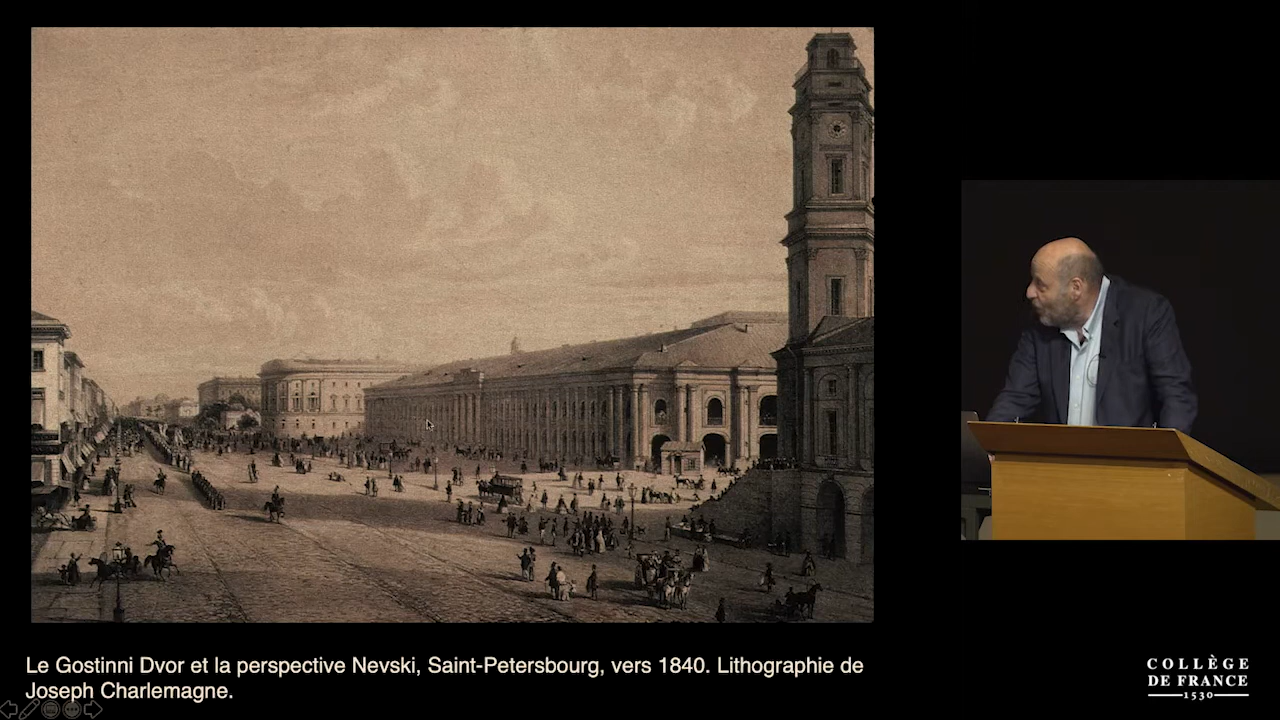 Le Gostinni Dvor et la perspective Nevski, Saint-Petersbourg, vers 1840. Lithographie de
Joseph Charlemagne.
COLLÈGE
DE FRANCE
1530